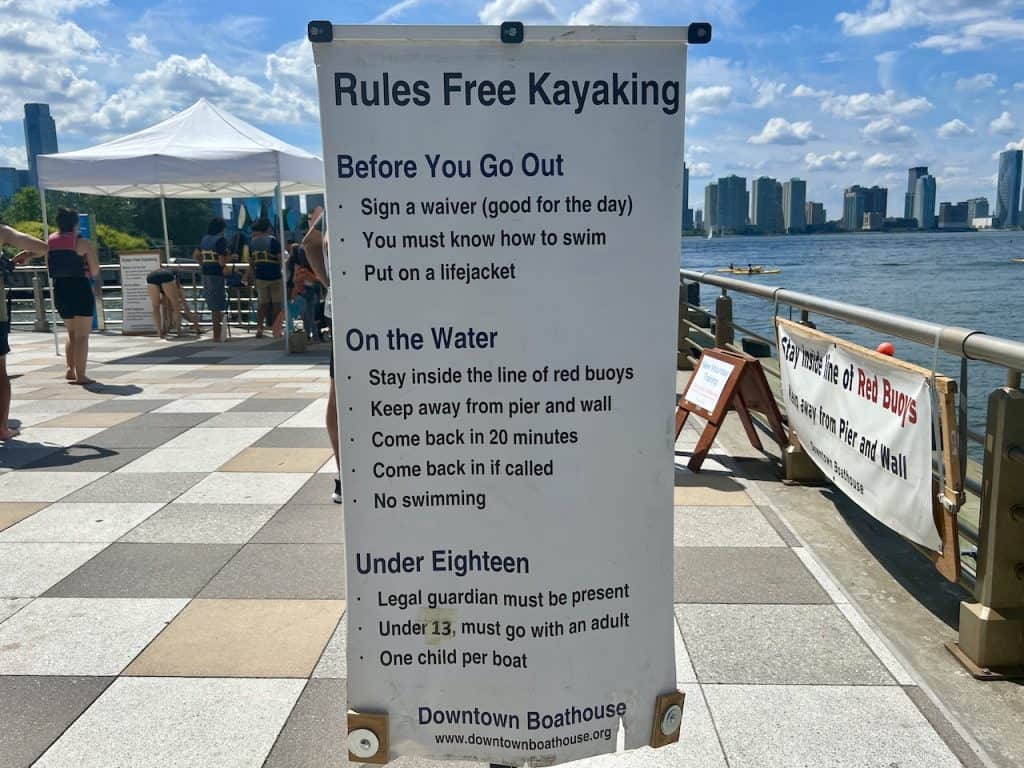 Rules Free Kayaking
Before You Go Out
· Sign a waiver (good for the day)
· You must know how to swim
· Put on a lifejacket
On the Water
· Stay inside the line of red buoys
· Keep away from pier and wall
· Come back in 20 minutes
· Come back in if called
· No swimming
Under Eighteen
· Legal guardian must be present
· Under 13, must go with an adult
· One child per boat
Downtown Boathouse
www.downtownboathouse.org
Stay inside line of Red Buoys
Keep away from Pier and Wall
Downtown Boathouse